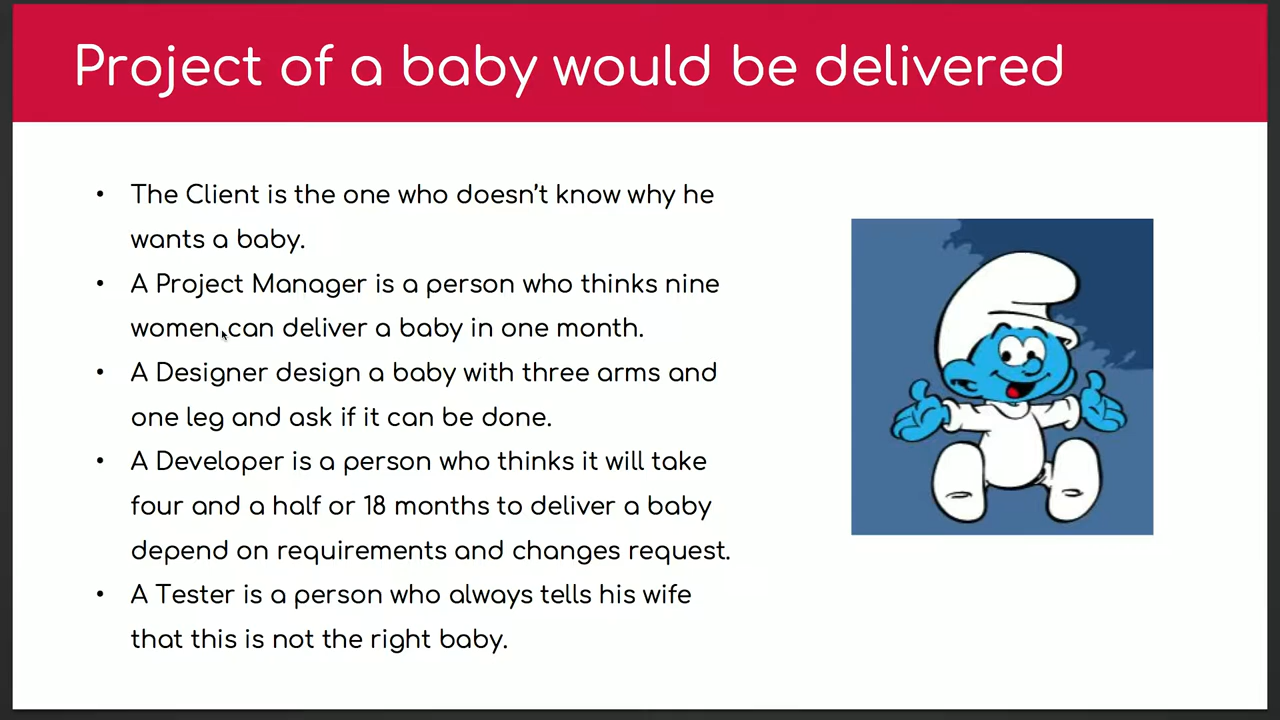 Project of a baby would be delivered
• The Client is the one who doesn’t know why he
wants a baby.
• A Project Manager is a person who thinks nine
women can deliver a baby in one month.
• A Designer design a baby with three arms and
one leg and ask if it can be done.
• A Developer is a person who thinks it will take
four and a half or 18 months to deliver a baby
depend on requirements and changes request.
• A Tester is a person who always tells his wife
that this is not the right baby.